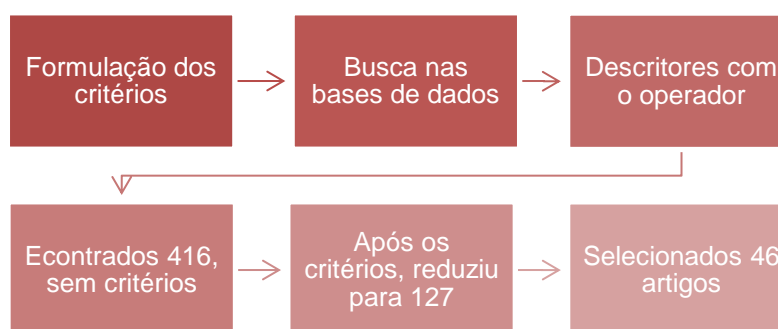 Formulação dos
critérios
Busca nas
bases de dados
Descritores com
o operador
Econtrados 416,
sem critérios
Após os
critérios, reduziu
para 127
Selecionados 46
artigos